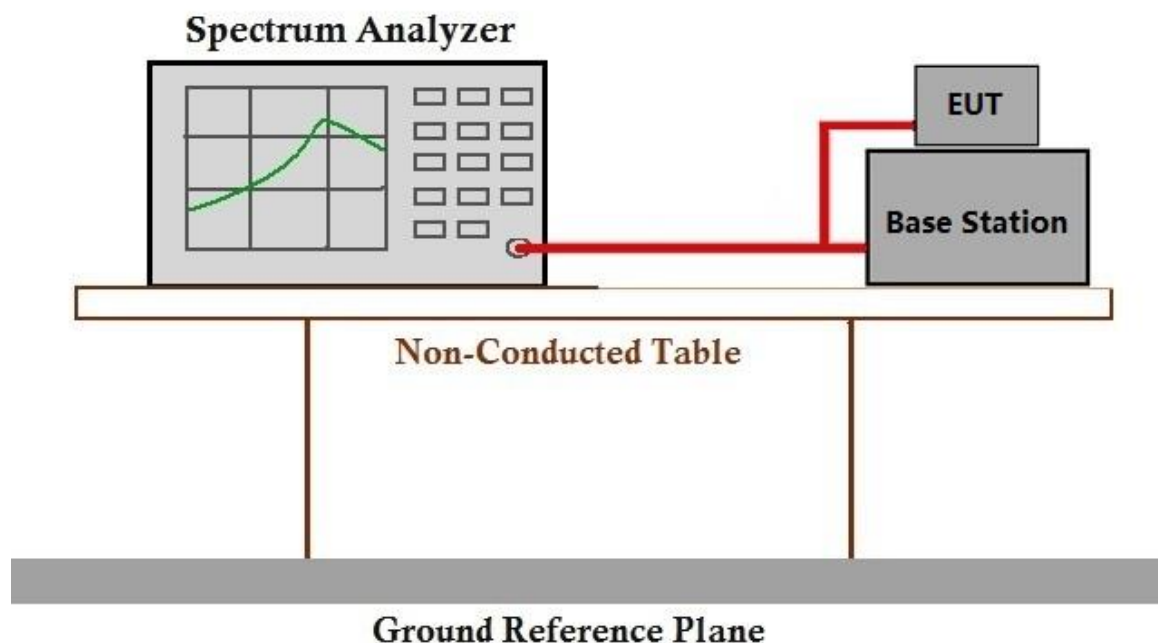 Spectrum Analyzer
EUT
Base Station
Non-Conducted Table
Ground Reference Plane